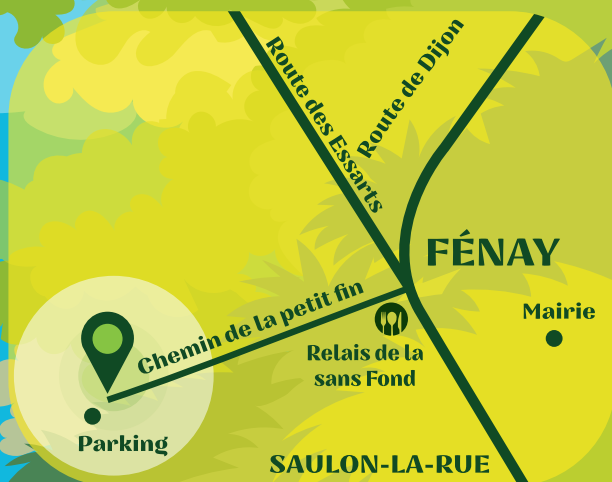 Route des Essarts
Route de Dijon
FÉNAY
Mairie
Chemin de la petit fin
Relais de la
sans Fond
Parking
SAULON-LA-RUE